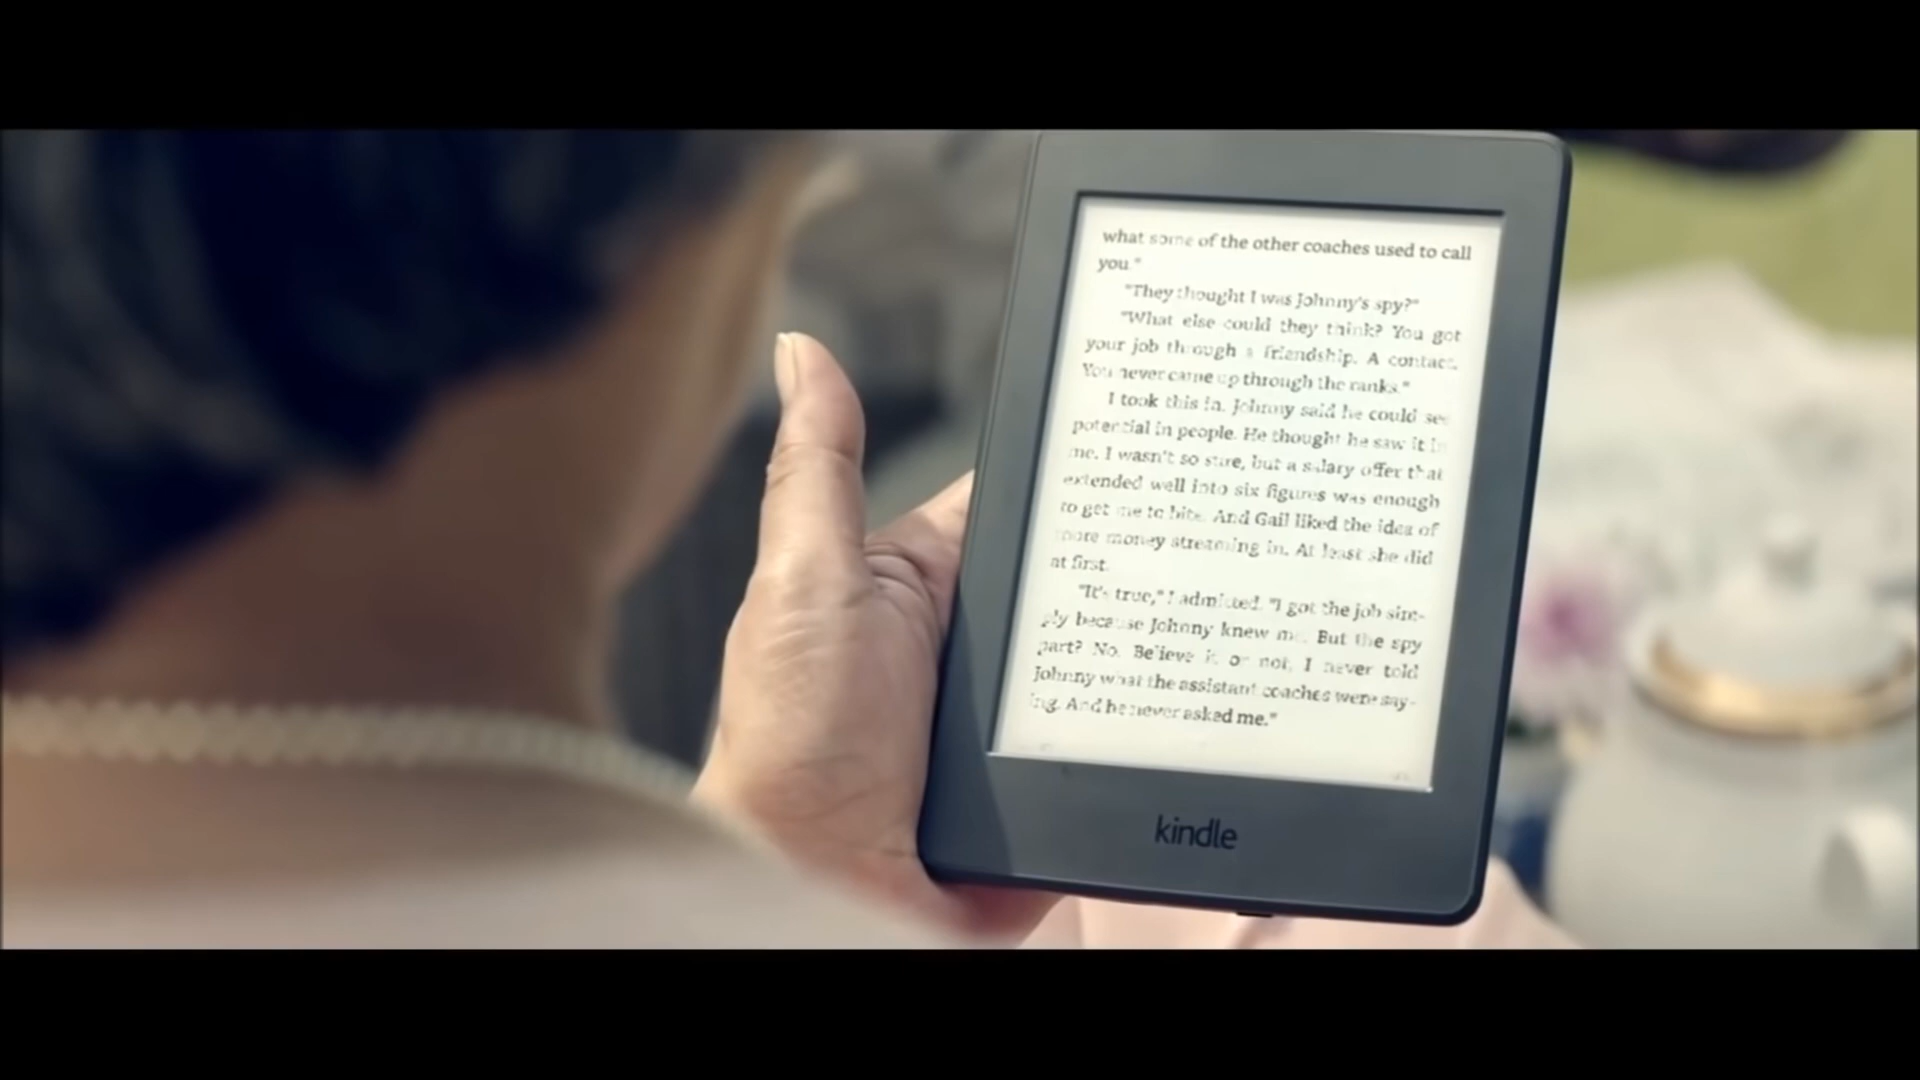 what some of the other coaches used to call
you."
"They thought I was Johnny's spy?"
"What else could they think? You got
your job through a friendship. A contact.
You never came up through the ranks."
I took this in. Johnny said he could see
potential in people. He thought he saw it in
me. I wasn't so sure, but a salary offer that
extended well into six figures was enough
to get me to bite. And Gail liked the idea of
more money streaming in. At least she did
at first.
"It's true," I admitted. "I got the job sim-
ply because Johnny knew me. But the spy
part? No. Believe it or not, I never told
Johnny what the assistant coaches were say-
ing. And he never asked me."
kindle